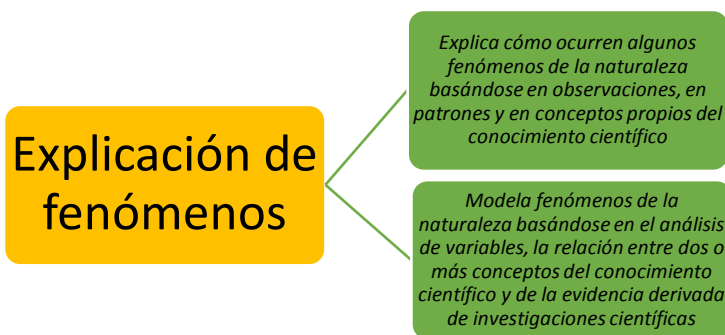 Explicación de
fenómenos
Explica cómo ocurren algunos
fenómenos de la naturaleza
basándose en observaciones, en
patrones y en conceptos propios del
conocimiento científico
Modela fenómenos de la
naturaleza basándose en el análisis
de variables, la relación entre dos o
más conceptos del conocimiento
científico y de la evidencia derivada
de investigaciones científicas